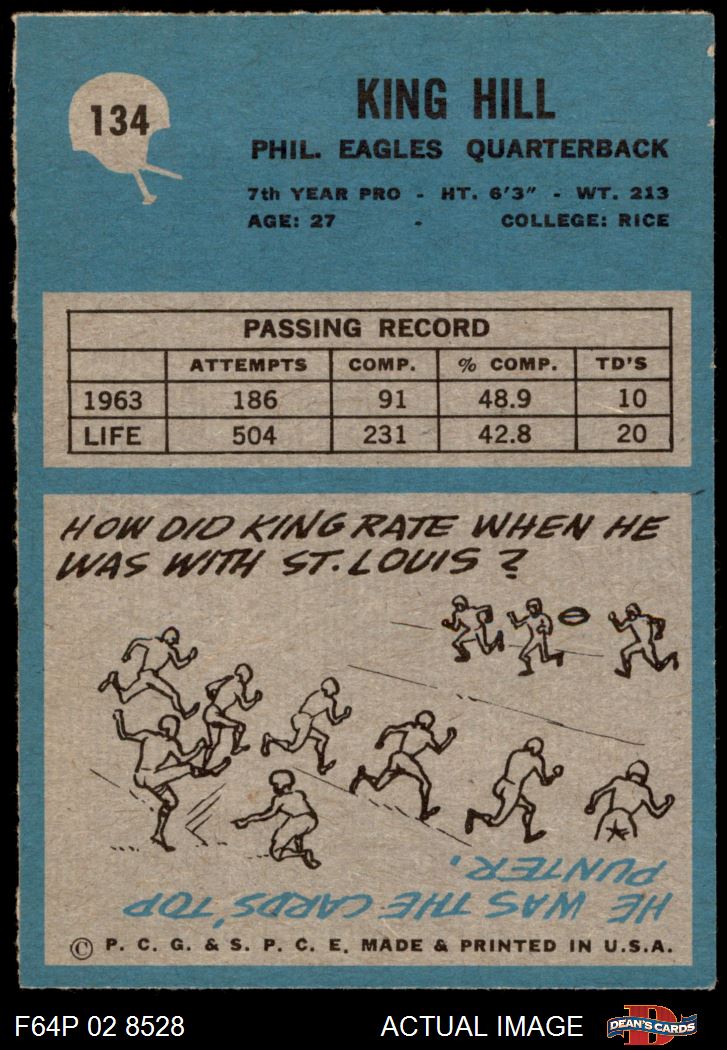 134
KING HILL
PHIL. EAGLES QUARTERBACK
7th YEAR PRO - HT. 6'3" - WT. 213
AGE: 27 - COLLEGE: RICE
PASSING RECORD
ATTEMPTS COMP. % COMP. TD'S
1963 186 91 48.9 10
LIFE 504 231 42.8 20
HOW DID KING RATE WHEN HE
WAS WITH ST. LOUIS?
HE WAS THE CARDS' TOP
PUNTER.
© P. C. G. & S. P. C. E. MADE & PRINTED IN U.S.A.
F64P 02 8528 ACTUAL IMAGE D DEAN'S CARDS